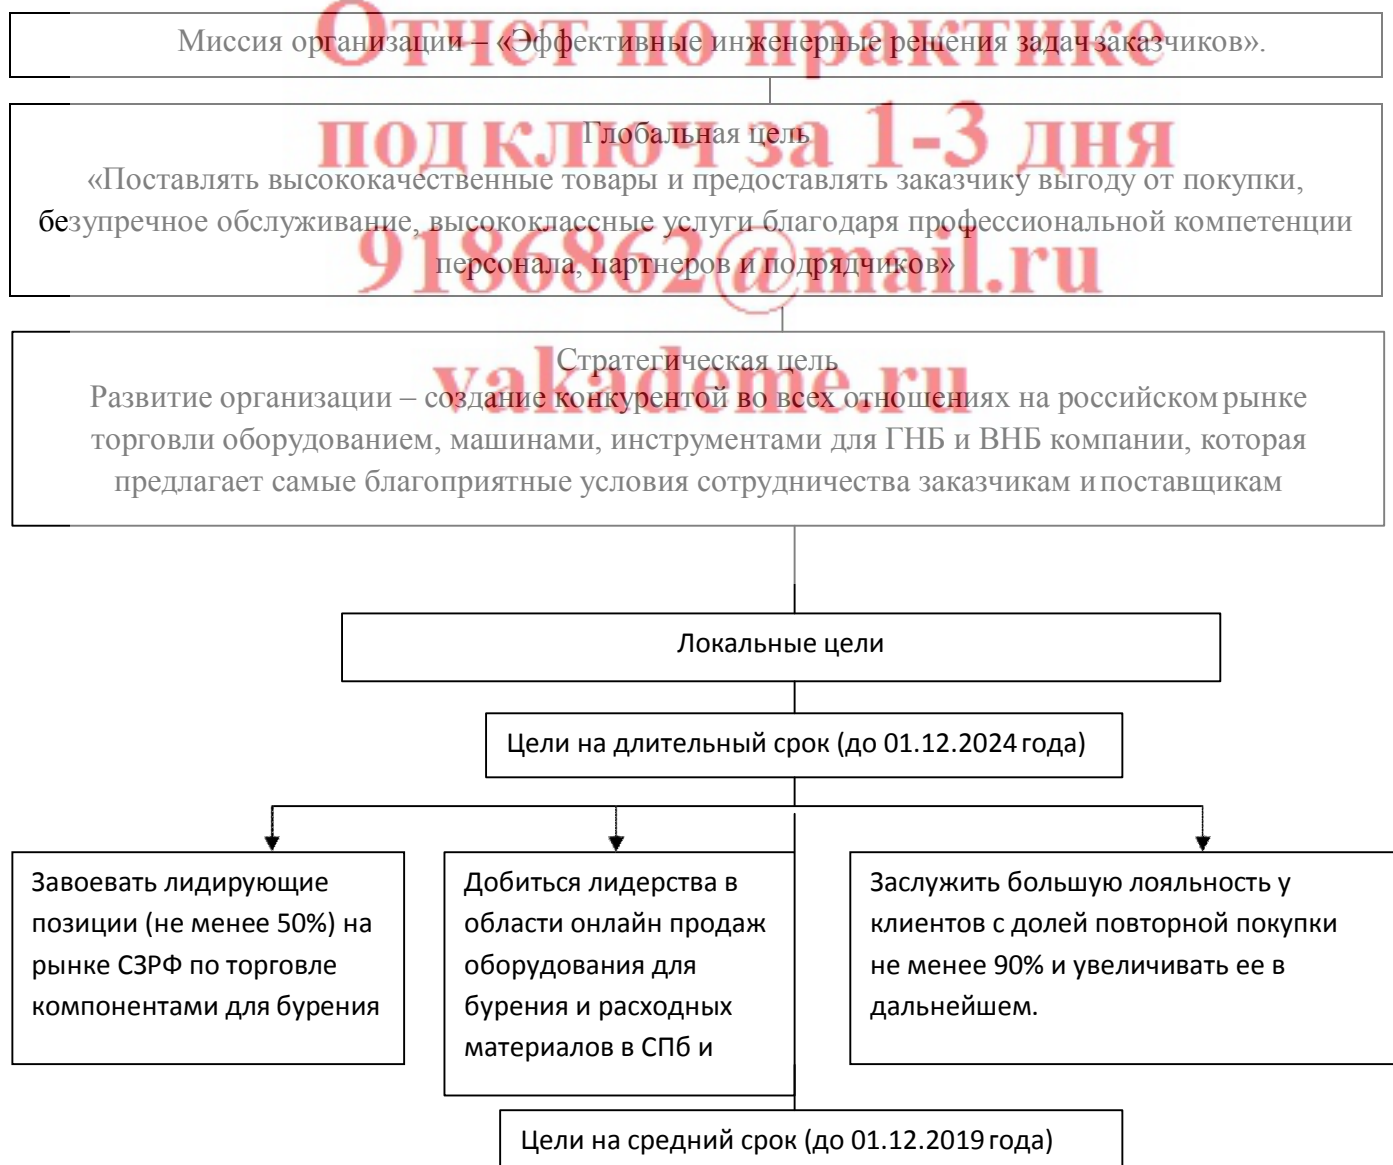 Отчет по практике
Миссия организации – «Эффективные инженерные решения задач заказчиков».
под ключ за 1-3 дня
Глобальная цель
«Поставлять высококачественные товары и предоставлять заказчику выгоду от покупки,
безупречное обслуживание, высококлассные услуги благодаря профессиональной компетенции
персонала, партнеров и подрядчиков»
9186862@mail.ru
Стратегическая цель
vakademe.ru
Развитие организации – создание конкурентой во всех отношениях на российском рынке
торговли оборудованием, машинами, инструментами для ГНБ и ВНБ компании, которая
предлагает самые благоприятные условия сотрудничества заказчикам и поставщикам
Локальные цели
Цели на длительный срок (до 01.12.2024 года)
Завоевать лидирующие
позиции (не менее 50%) на
рынке СЗРФ по торговле
компонентами для бурения
Добиться лидерства в
области онлайн продаж
оборудования для
бурения и расходных
материалов в СПб и
Заслужить большую лояльность у
клиентов с долей повторной покупки
не менее 90% и увеличивать ее в
дальнейшем.
Цели на средний срок (до 01.12.2019 года)